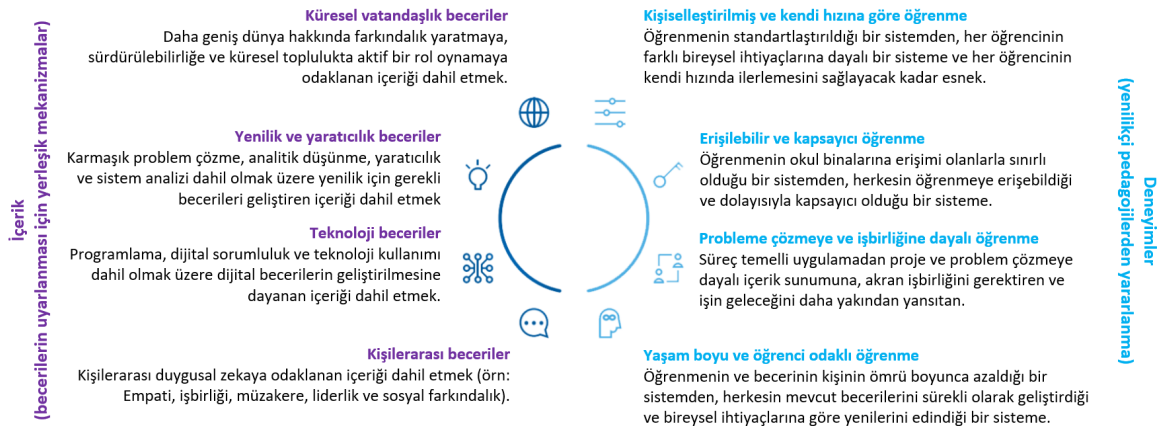 İçerik
(becerilerin uyarlanması için yerleşik mekanizmalar)
Küresel vatandaşlık beceriler
Daha geniş dünya hakkında farkındalık yaratmaya,
sürdürülebilirliğe ve küresel toplulukta aktif bir rol oynamaya
odaklanan içeriği dahil etmek.
Yenilik ve yaratıcılık beceriler
Karmaşık problem çözme, analitik düşünme, yaratıcılık
ve sistem analizi dahil olmak üzere yenilik için gerekli
becerileri geliştiren içeriği dahil etmek
Teknoloji beceriler
Programlama, dijital sorumluluk ve teknoloji kullanımı
dahil olmak üzere dijital becerilerin geliştirilmesine
dayanan içeriği dahil etmek.
Kişilerarası beceriler
Kişilerarası duygusal zekaya odaklanan içeriği dahil etmek (örn:
Empati, işbirliği, müzakere, liderlik ve sosyal farkındalık).
Kişiselleştirilmiş ve kendi hızına göre öğrenme
Öğrenmenin standartlaştırıldığı bir sistemden, her öğrencinin
farklı bireysel ihtiyaçlarına dayalı bir sisteme ve her öğrencinin
kendi hızında ilerlemesini sağlayacak kadar esnek.
Erişilebilir ve kapsayıcı öğrenme
Öğrenmenin okul binalarına erişimi olanlarla sınırlı
olduğu bir sistemden, herkesin öğrenmeye erişebildiği
ve dolayısıyla kapsayıcı olduğu bir sisteme.
Probleme çözmeye ve işbirliğine dayalı öğrenme
Süreç temelli uygulamadan proje ve problem çözmeye
dayalı içerik sunumuna, akran işbirliğini gerektiren ve
işin geleceğini daha yakından yansıtan.
Yaşam boyu ve öğrenci odaklı öğrenme
Öğrenmenin ve becerinin kişinin ömrü boyunca azaldığı bir
sistemden, herkesin mevcut becerilerini sürekli olarak geliştirdiği
ve bireysel ihtiyaçlarına göre yenilerini edindiği bir sisteme.
Deneyimler
(yenilikçi pedagojilerden yararlanma)